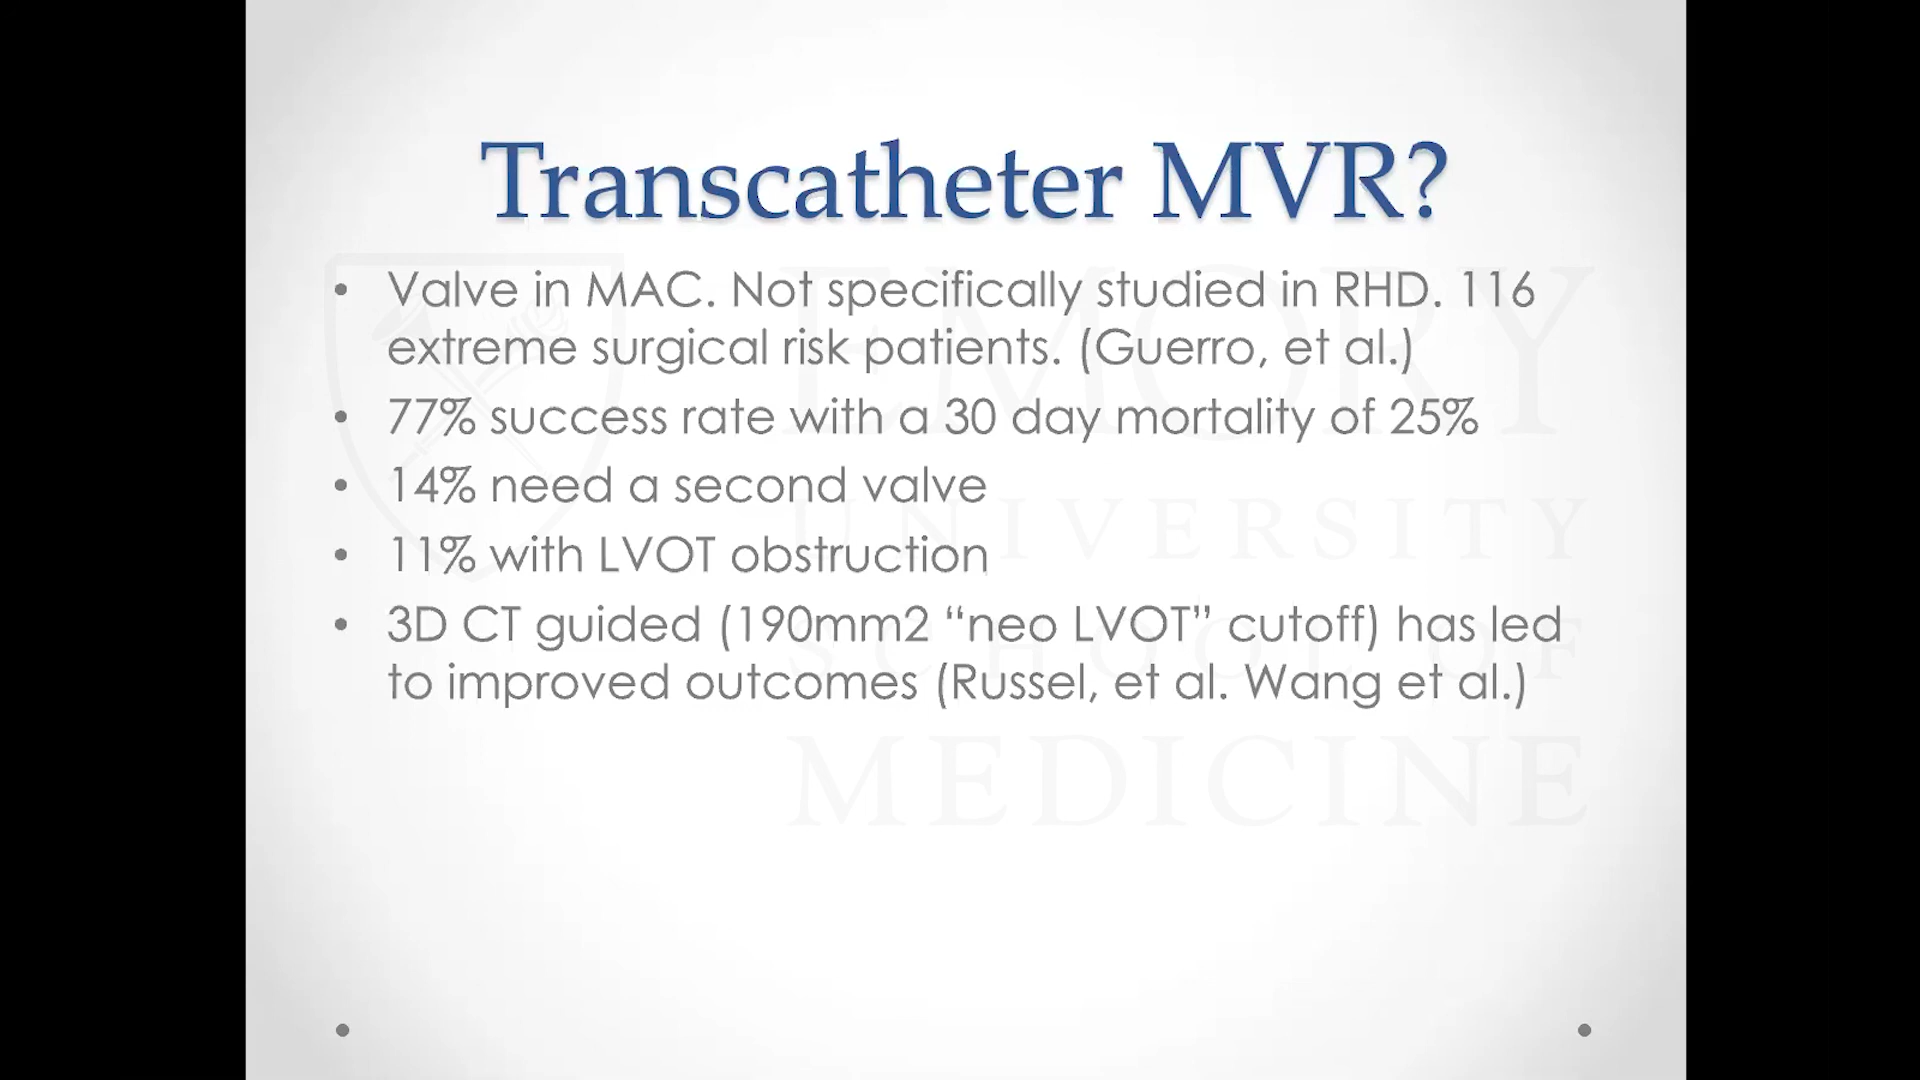 Transcatheter MVR?
• Valve in MAC. Not specifically studied in RHD. 116
extreme surgical risk patients. (Guerro, et al.)
• 77% success rate with a 30 day mortality of 25%
• 14% need a second valve
• 11% with LVOT obstruction
• 3D CT guided (190mm2 “neo LVOT” cutoff) has led
to improved outcomes (Russel, et al. Wang et al.)
EMORY
UNIVERSITY
SCHOOL OF
MEDICINE